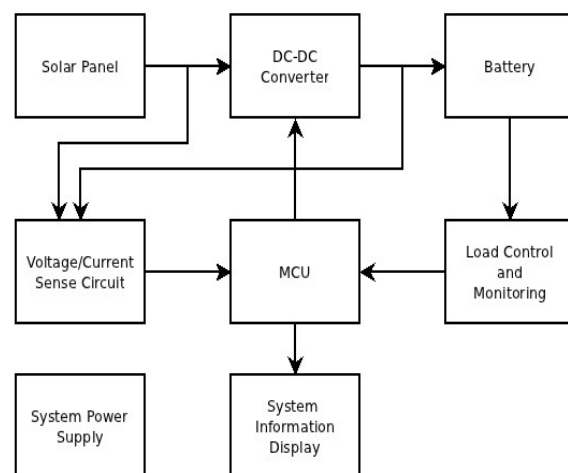 Solar Panel
DC-DC
Converter
Battery
Voltage/Current
Sense Circuit
MCU
Load Control
and
Monitoring
System Power
Supply
System
Information
Display